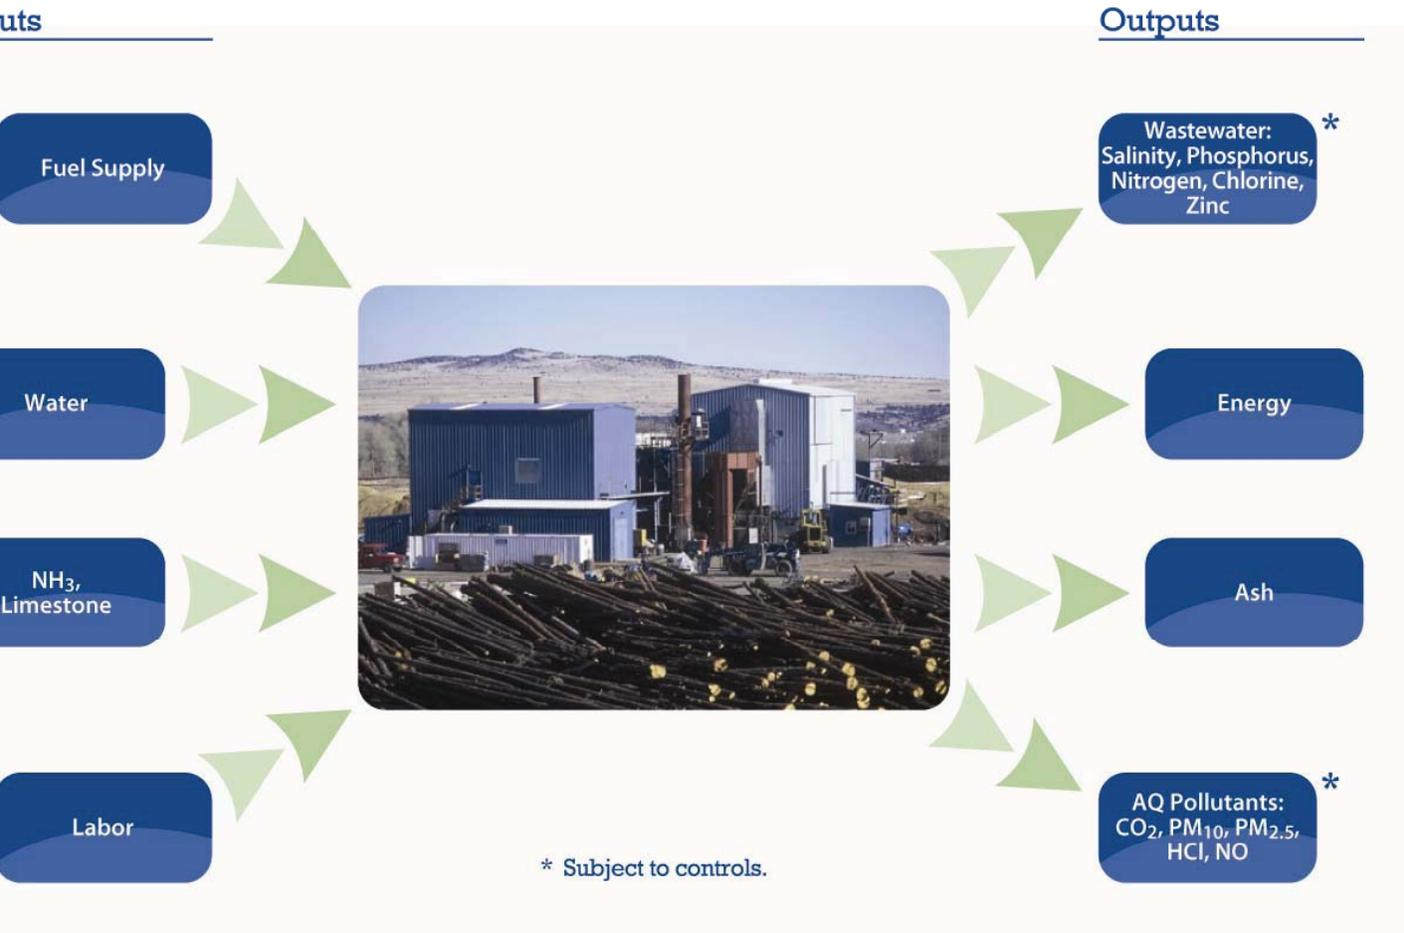 uts
Outputs
Fuel Supply
Wastewater:
Salinity, Phosphorus,
Nitrogen, Chlorine,
Zinc
*
Water
Energy
NH3,
Limestone
Ash
Labor
AQ Pollutants:
CO2, PM10, PM2.5,
HCl, NO
*
* Subject to controls.